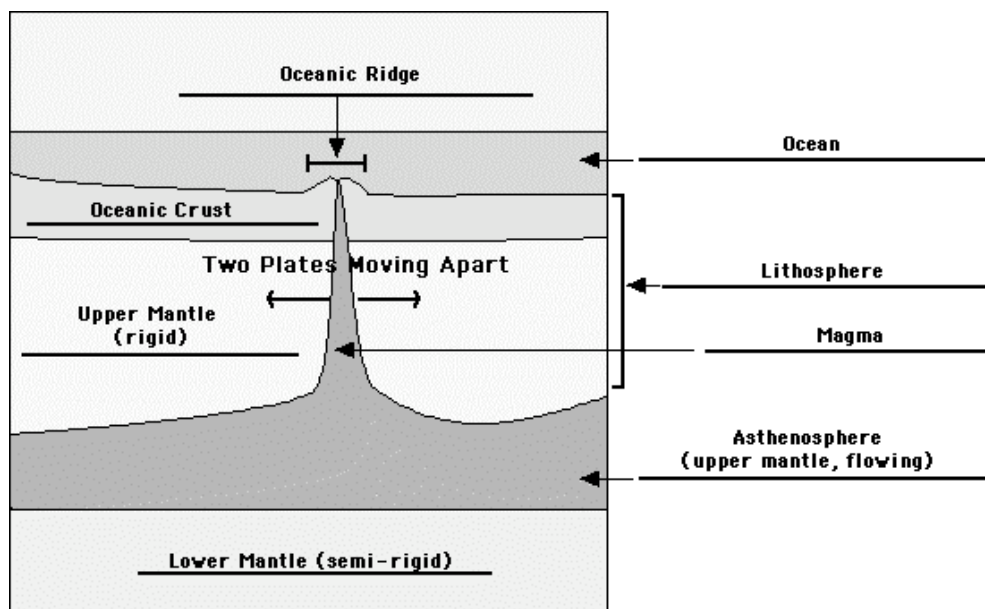 Oceanic Ridge
Ocean
Oceanic Crust
Two Plates Moving Apart
Lithosphere
Upper Mantle
(rigid)
Magma
Asthenosphere
(upper mantle, flowing)
Lower Mantle (semi-rigid)